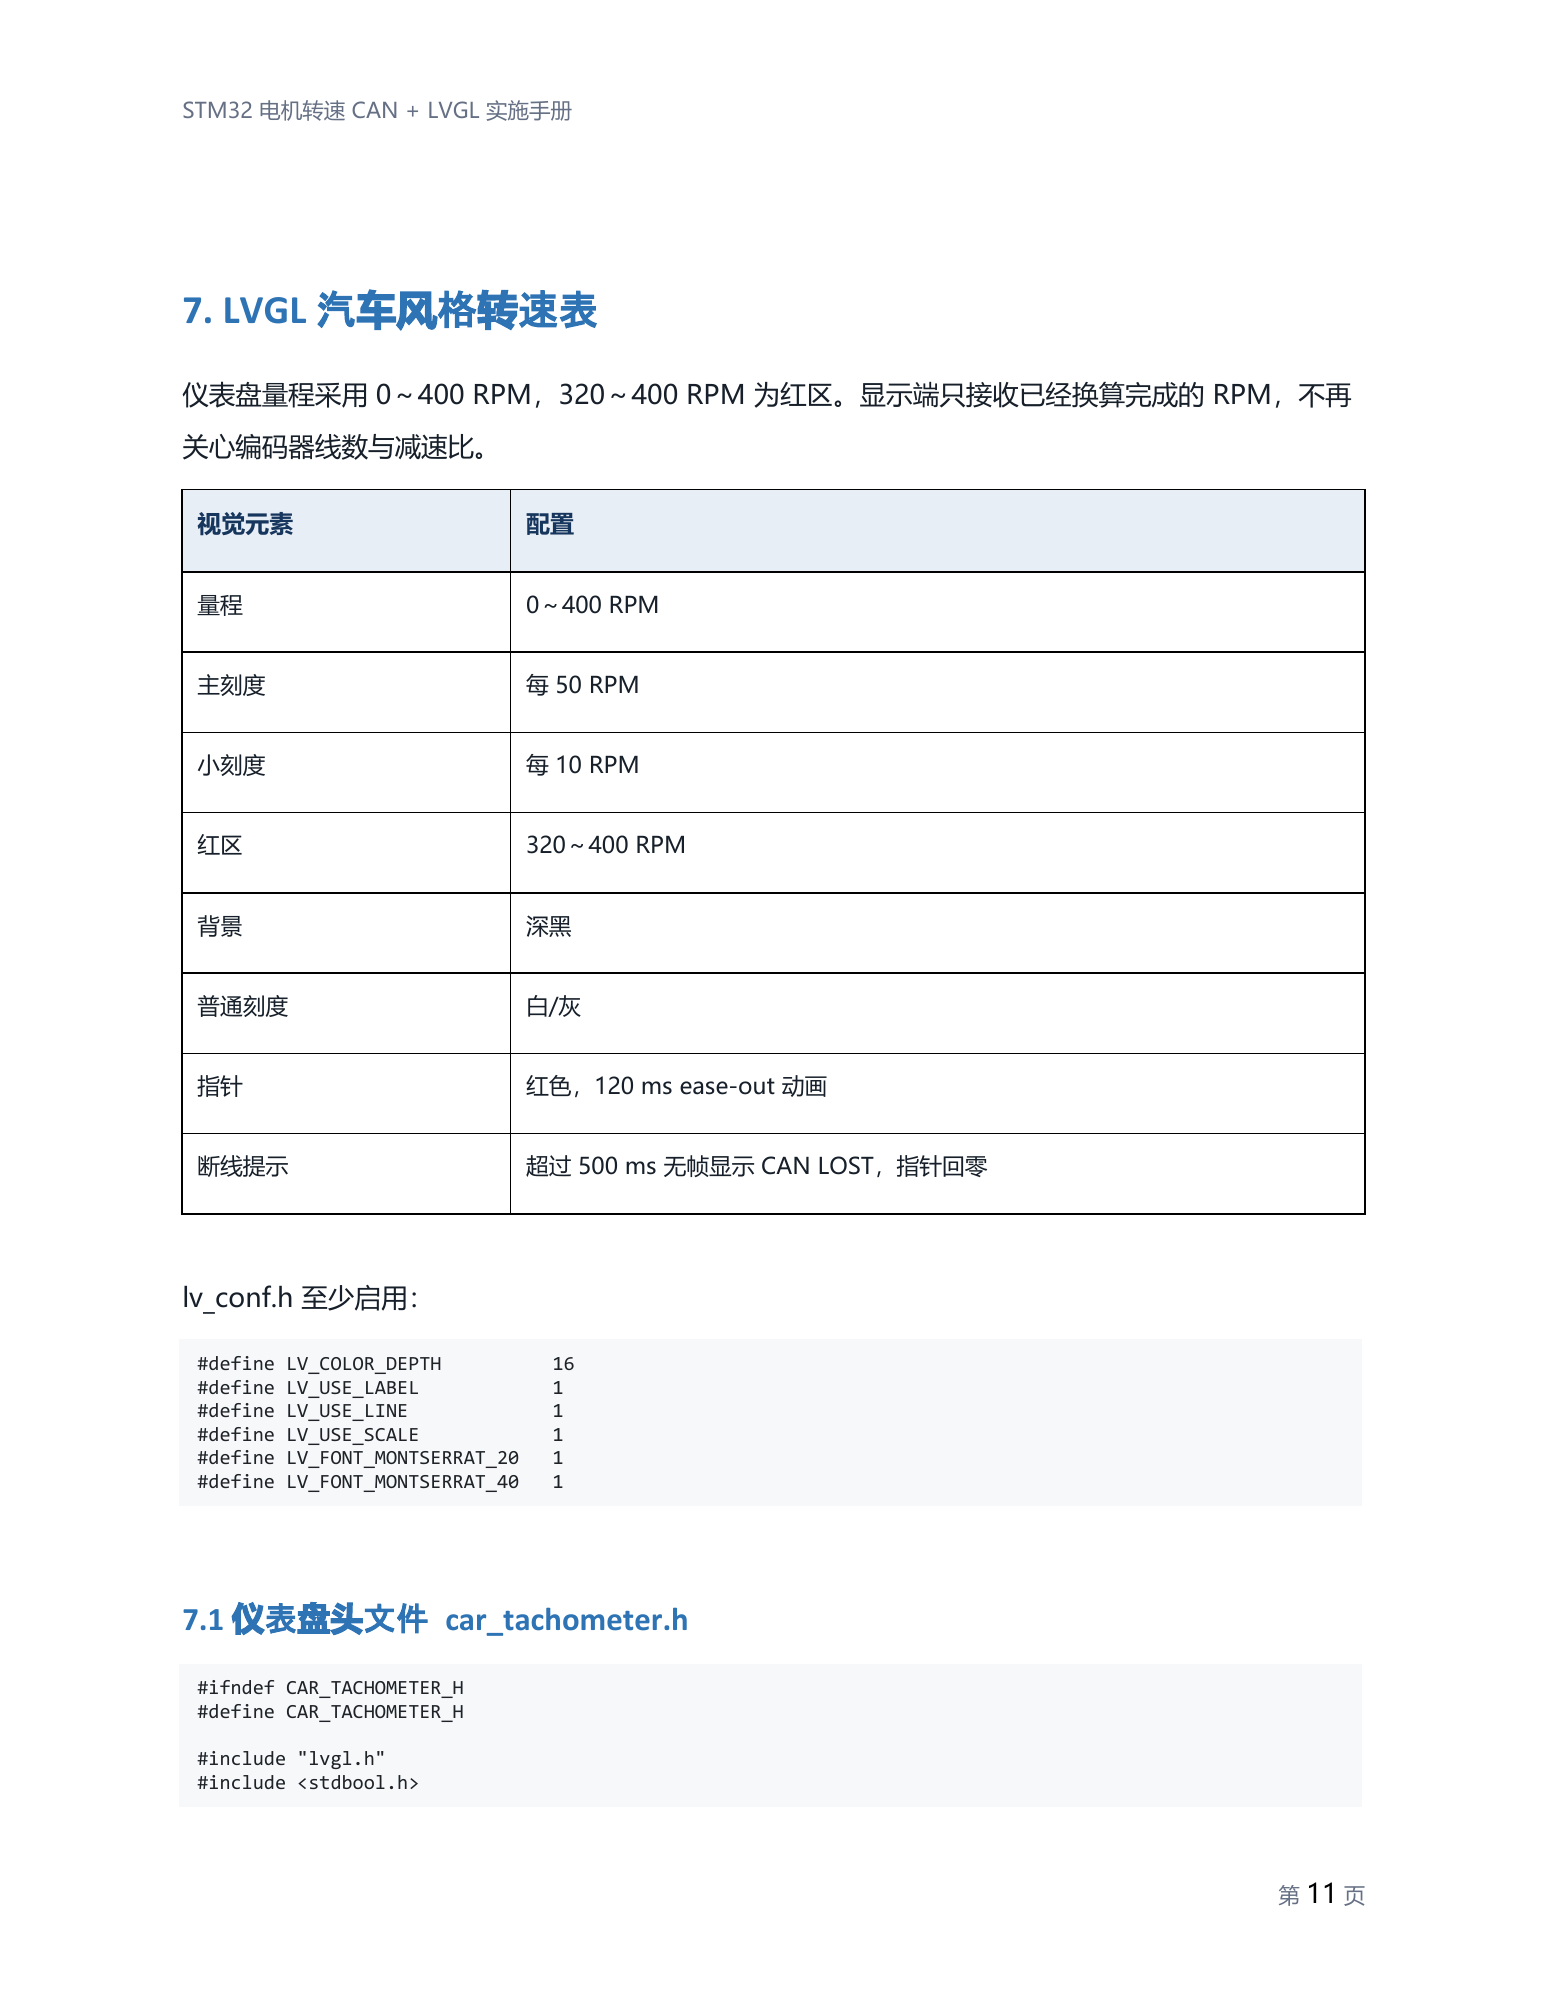 STM32 电机转速 CAN + LVGL 实施手册
7. LVGL 汽车风格转速表
仪表盘量程采用 0～400 RPM，320～400 RPM 为红区。显示端只接收已经换算完成的 RPM，不再
关心编码器线数与减速比。
视觉元素 配置
量程 0～400 RPM
主刻度 每 50 RPM
小刻度 每 10 RPM
红区 320～400 RPM
背景 深黑
普通刻度 白/灰
指针 红色，120 ms ease-out 动画
断线提示 超过 500 ms 无帧显示 CAN LOST，指针回零
lv_conf.h 至少启用：
#define LV_COLOR_DEPTH          16
#define LV_USE_LABEL            1
#define LV_USE_LINE             1
#define LV_USE_SCALE            1
#define LV_FONT_MONTSERRAT_20   1
#define LV_FONT_MONTSERRAT_40   1
7.1 仪表盘头文件 car_tachometer.h
#ifndef CAR_TACHOMETER_H
#define CAR_TACHOMETER_H
#include "lvgl.h"
#include <stdbool.h>
第 11 页